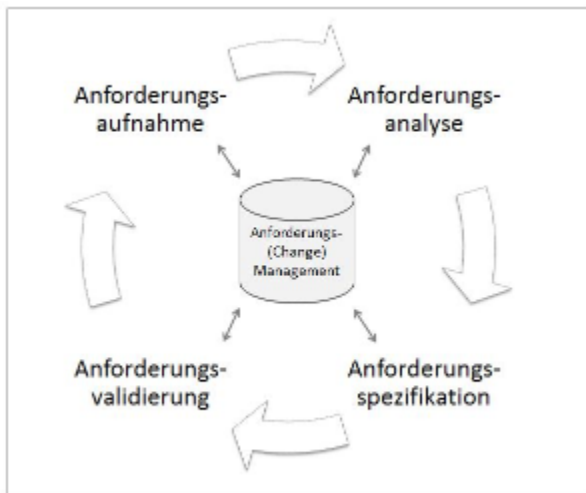 Anforderungs-
aufnahme
Anforderungs-
analyse
Anforderungs-
(Change)
Management
Anforderungs-
validierung
Anforderungs-
spezifikation